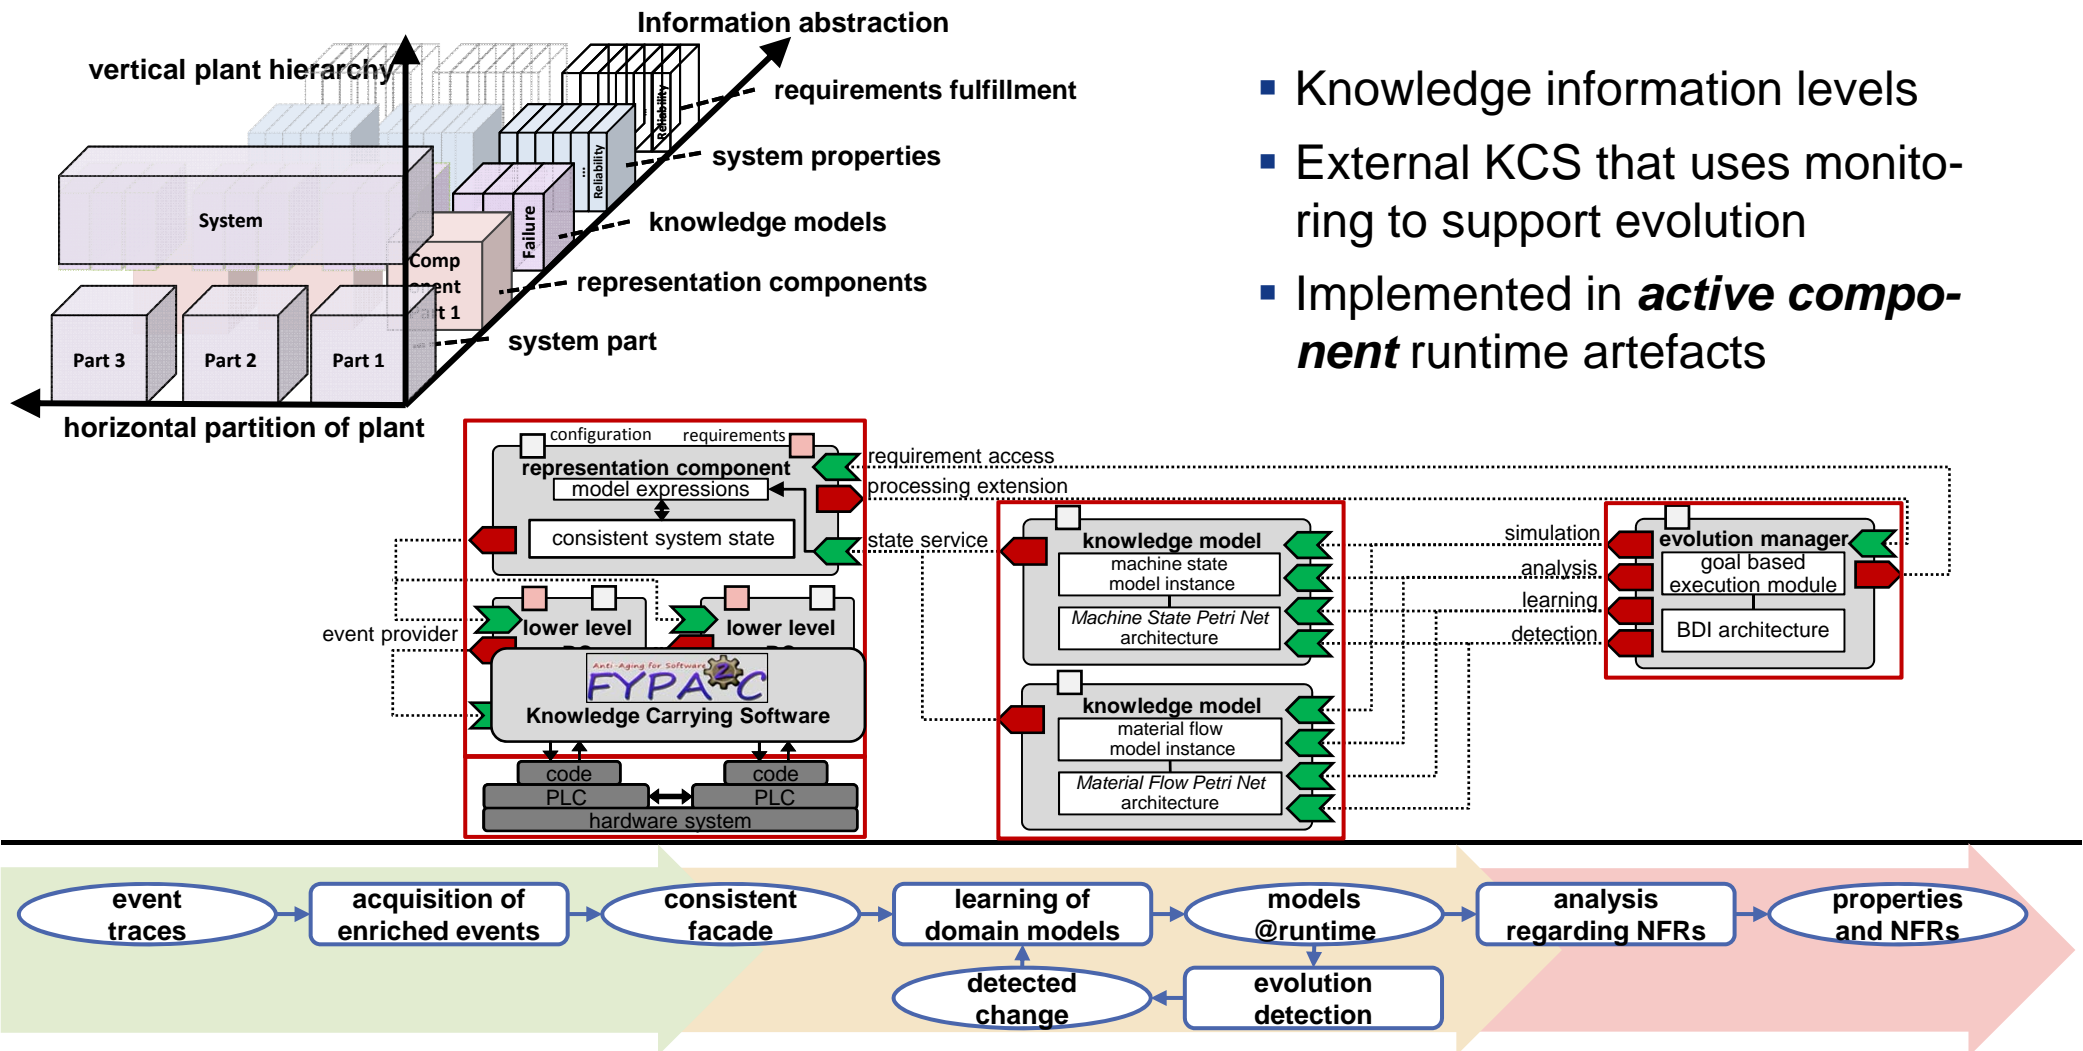 Information abstraction
vertical plant hierarchy
requirements fulfillment
Reliability
system properties
...
Reliability
knowledge models
Failure
System
representation components
Comp
onent
Part 1
system part
Part 3
Part 2
Part 1
horizontal partition of plant
▪ Knowledge information levels
▪ External KCS that uses monito-
ring to support evolution
▪ Implemented in active compo-
nent runtime artefacts
configuration
requirements
representation component
model expressions
consistent system state
requirement access
processing extension
state service
event provider
lower level
lower level
Anti-Aging for Software
FYPA²C
Knowledge Carrying Software
code
code
PLC
PLC
hardware system
knowledge model
machine state
model instance
Machine State Petri Net
architecture
knowledge model
material flow
model instance
Material Flow Petri Net
architecture
simulation
analysis
learning
detection
evolution manager
goal based
execution module
BDI architecture
event
traces
acquisition of
enriched events
consistent
facade
learning of
domain models
models
@runtime
analysis
regarding NFRs
properties
and NFRs
detected
change
evolution
detection